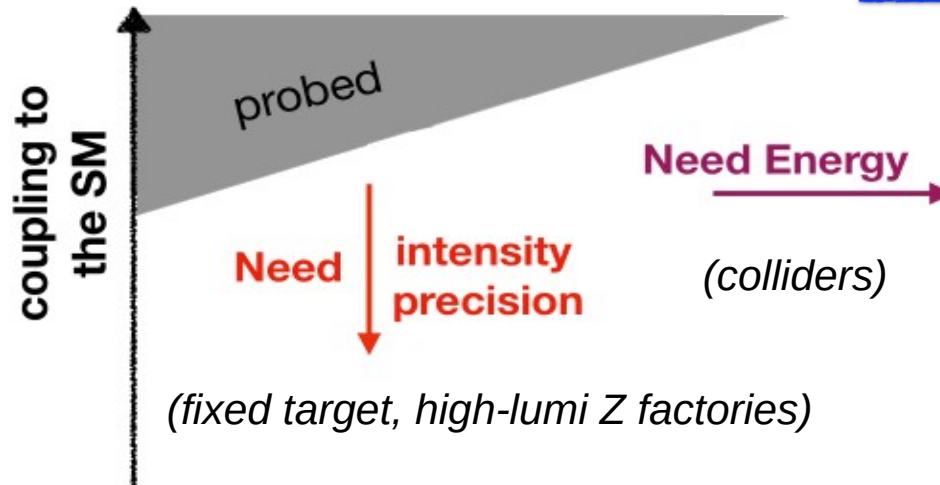 coupling to
the SM
probed
Need Energy
(colliders)
Need
intensity
precision
(fixed target, high-lumi Z factories)